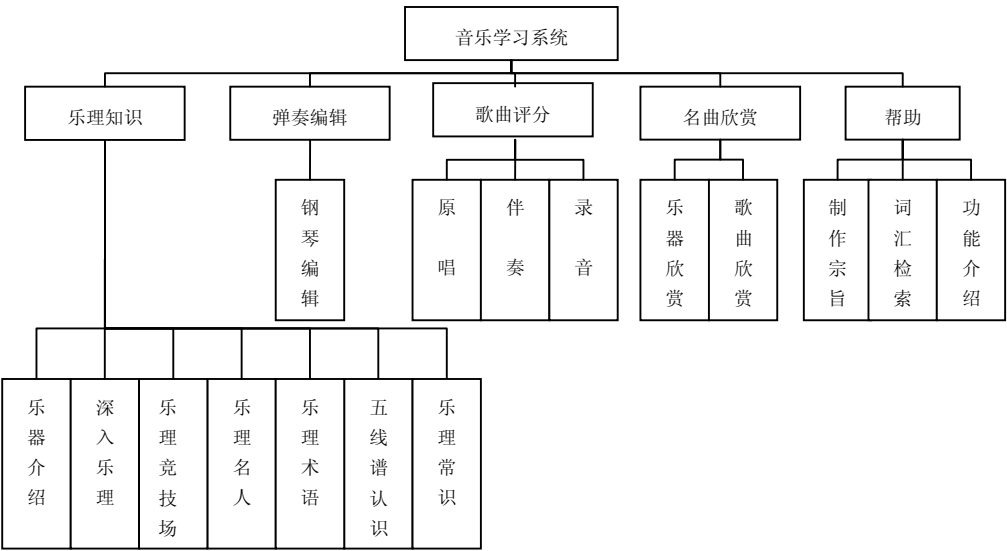 音乐学习系统
乐理知识
弹奏编辑
歌曲评分
名曲欣赏
帮助
钢琴编辑
原唱
伴奏
录音
乐器欣赏
歌曲欣赏
制作宗旨
词汇检索
功能介绍
乐器介绍
深入乐理
乐理竞技场
乐理名人
乐理术语
五线谱认识
乐理常识